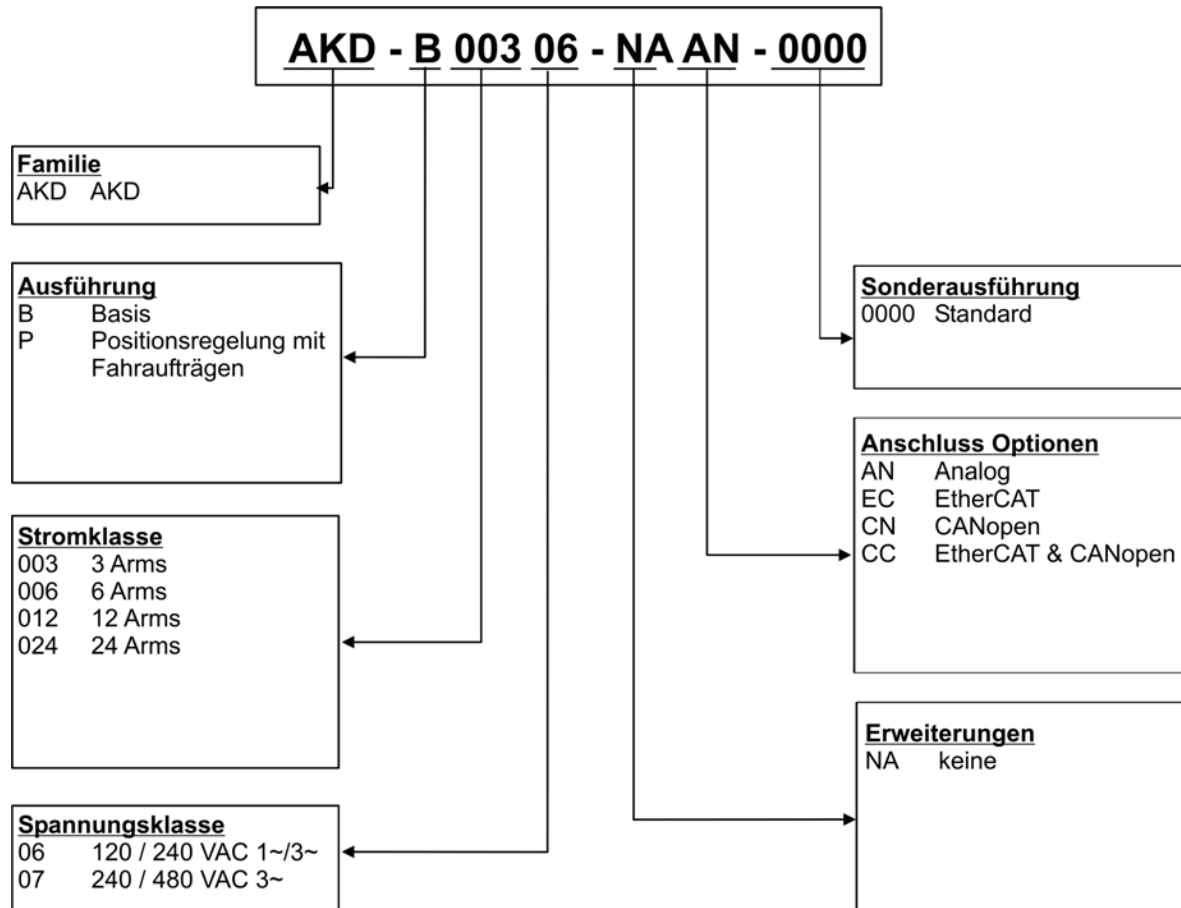 AKD - B 003 06 - NA AN - 0000
Familie
AKD AKD
Ausführung
B Basis
P Positionsregelung mit
Fahraufträgen
Stromklasse
003 3 Arms
006 6 Arms
012 12 Arms
024 24 Arms
Spannungsklasse
06 120 / 240 VAC 1~/3~
07 240 / 480 VAC 3~
Sonderausführung
0000 Standard
Anschluss Optionen
AN Analog
EC EtherCAT
CN CANopen
CC EtherCAT & CANopen
Erweiterungen
NA keine